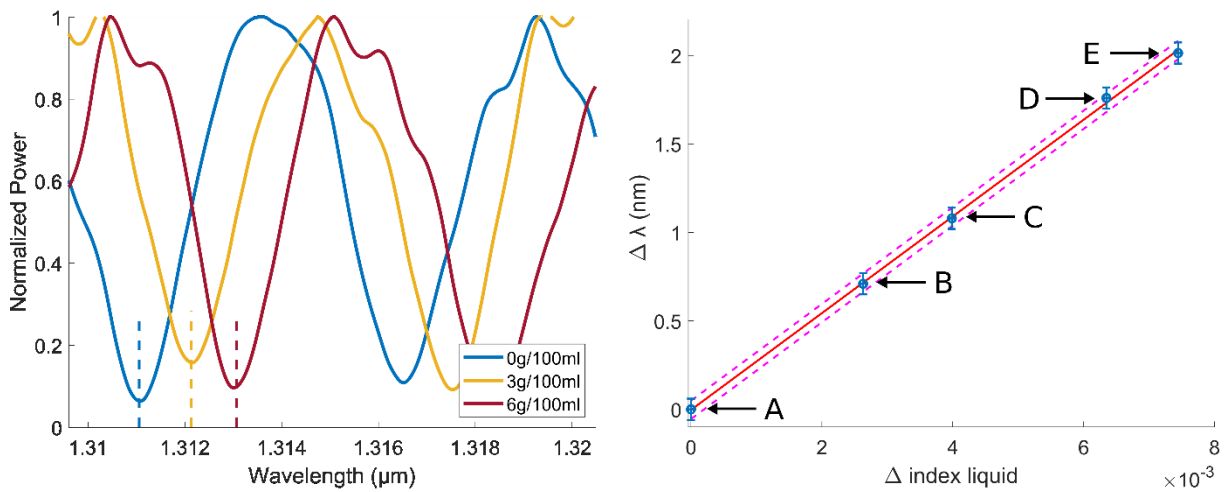 Normalized Power
1
0.8
0.6
0.4
0.2
0
1.31
1.312
1.314
1.316
1.318
1.32
Wavelength (µm)
0g/100ml
3g/100ml
6g/100ml
Δ λ (nm)
2
1.5
1
0.5
0
0
2
4
6
8
×10⁻³
Δ index liquid
E
D
C
B
A